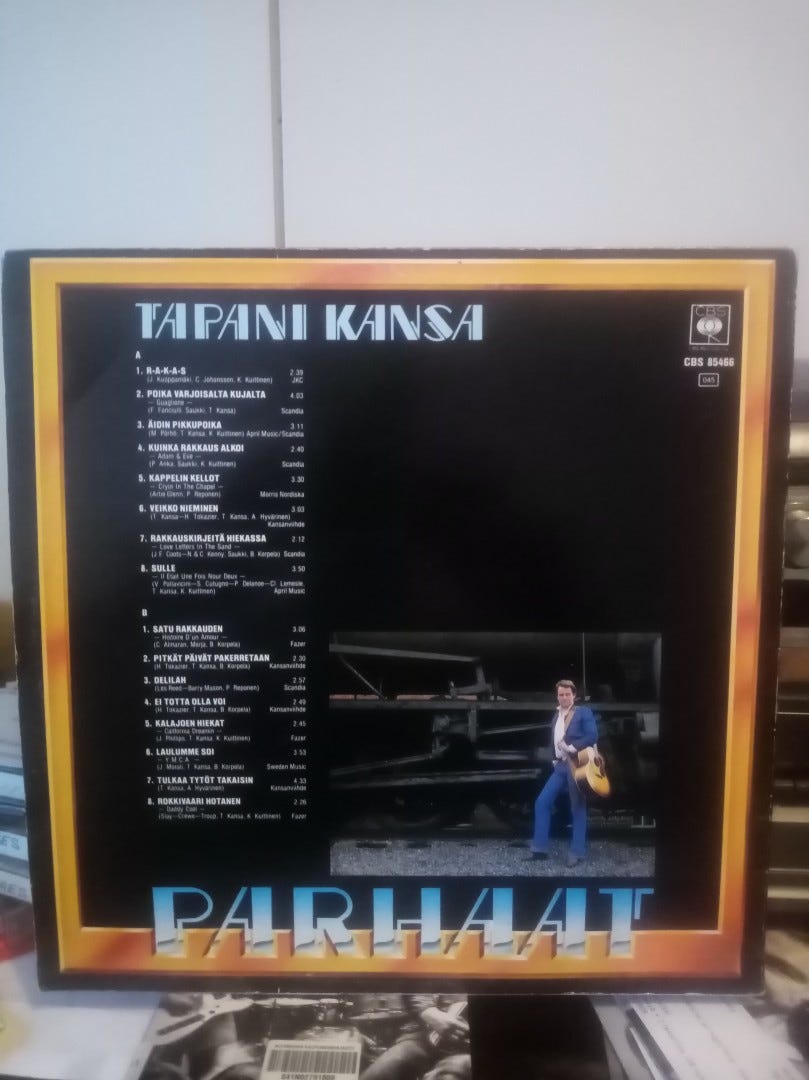 TAPANI KANSA
CBS
CBS 85466
045
A
1. R-A-K-A-S 2.39
(J. Kuoppamäki, C. Johansson, K. Kuittinen) JKC
2. POIKA VARJOISALTA KUJALTA 4.03
— Guaglione —
(F. Fanciulli, Saukki, T. Kansa) Scandia
3. ÄIDIN PIKKUPOIKA 3.11
(M. Pörhö, T. Kansa, K. Kuittinen) April Music/Scandia
4. KUINKA RAKKAUS ALKOI 2.40
— Adam & Eve —
(P. Anka, Saukki, K. Kuittinen) Scandia
5. KAPPELIN KELLOT 3.30
— Cryin In The Chapel —
(Artie Glenn, P. Reponen) Morris Nordiska
6. VEIKKO NIEMINEN 3.03
(T. Kansa—H. Tokazier, T. Kansa, A. Hyvärinen)
Kansanviihde
7. RAKKAUSKIRJEITÄ HIEKASSA 2.12
— Love Letters In The Sand —
(J.F. Coots—N & C Kenny, Saukki, B. Korpela) Scandia
8. SULLE 3.50
— Il Etait Une Fois Nour Deux —
(V. Pallavicini—S. Cutugno—P. Delanoe—Cl. Lemesle,
T. Kansa, K. Kuittinen) April Music
B
1. SATU RAKKAUDEN 3.06
— Histoire D'un Amour —
(C. Almaran, Merja, B. Korpela) Fazer
2. PITKÄT PÄIVÄT PAKERRETAAN 2.30
(H. Tokazier, T. Kansa, B. Korpela) Kansanviihde
3. DELILAH 2.57
(Les Reed—Barry Mason, P. Reponen) Scandia
4. EI TOTTA OLLA VOI 2.49
(H. Tokazier, T. Kansa, B. Korpela) Kansanviihde
5. KALAJOEN HIEKAT 2.45
— California Dreamin —
(J. Phillips, T. Kansa, K. Kuittinen) Fazer
6. LAULUMME SOI 3.53
— Y.M.C.A. —
(J. Morali, T. Kansa, B. Korpela) Sweden Music
7. TULKAA TYTÖT TAKAISIN 4.33
(T. Kansa, A. Hyvärinen) Kansanviihde
8. ROKKIVAARI HOTANEN 2.26
— Daddy Cool —
(Slay—Crewe—Troup, T. Kansa, K. Kuittinen) Fazer
PARHAAT